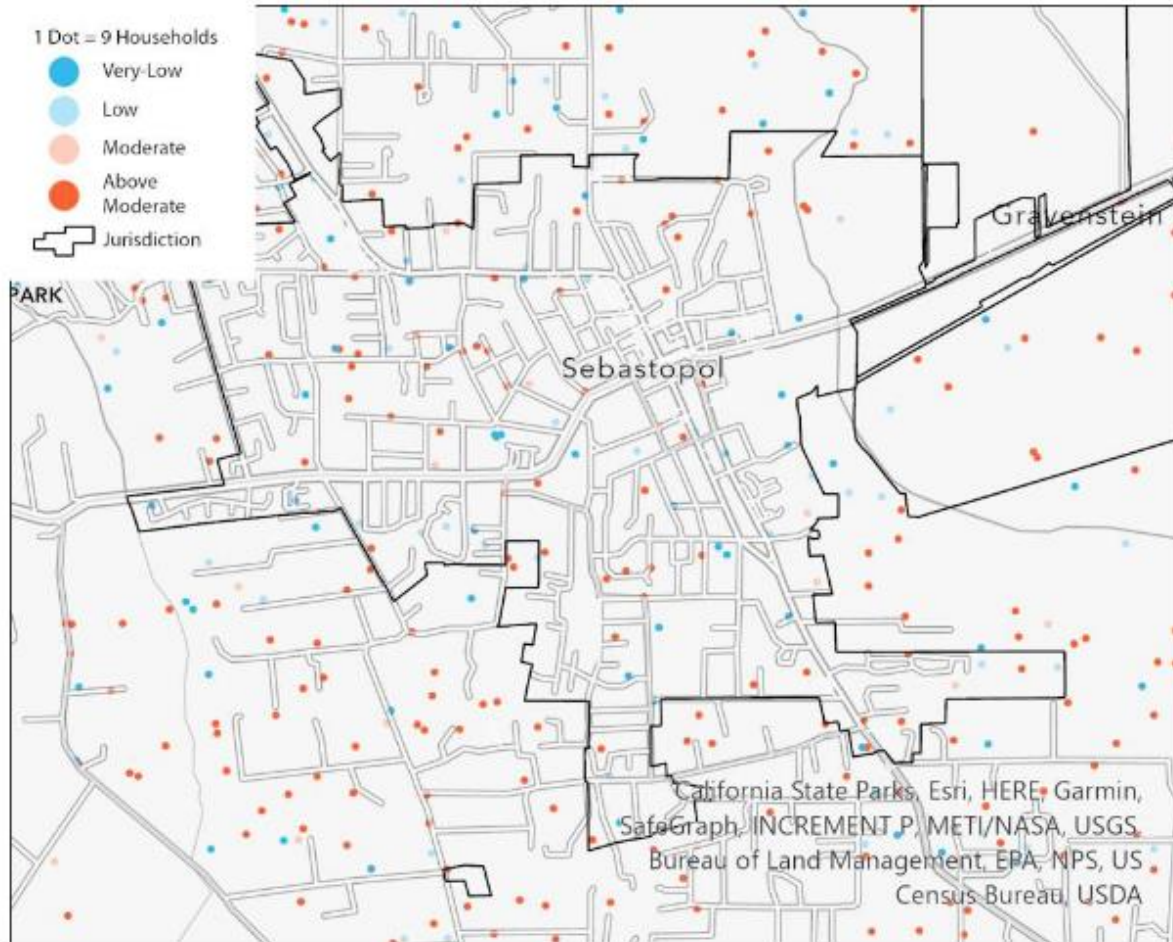 1 Dot = 9 Households
Very-Low
Low
Moderate
Above
Moderate
Jurisdiction
PARK
Gravenstein
Sebastopol
California State Parks, Esri, HERE, Garmin,
SafeGraph, INCREMENT P, METI/NASA, USGS,
Bureau of Land Management, EPA, NPS, US
Census Bureau, USDA